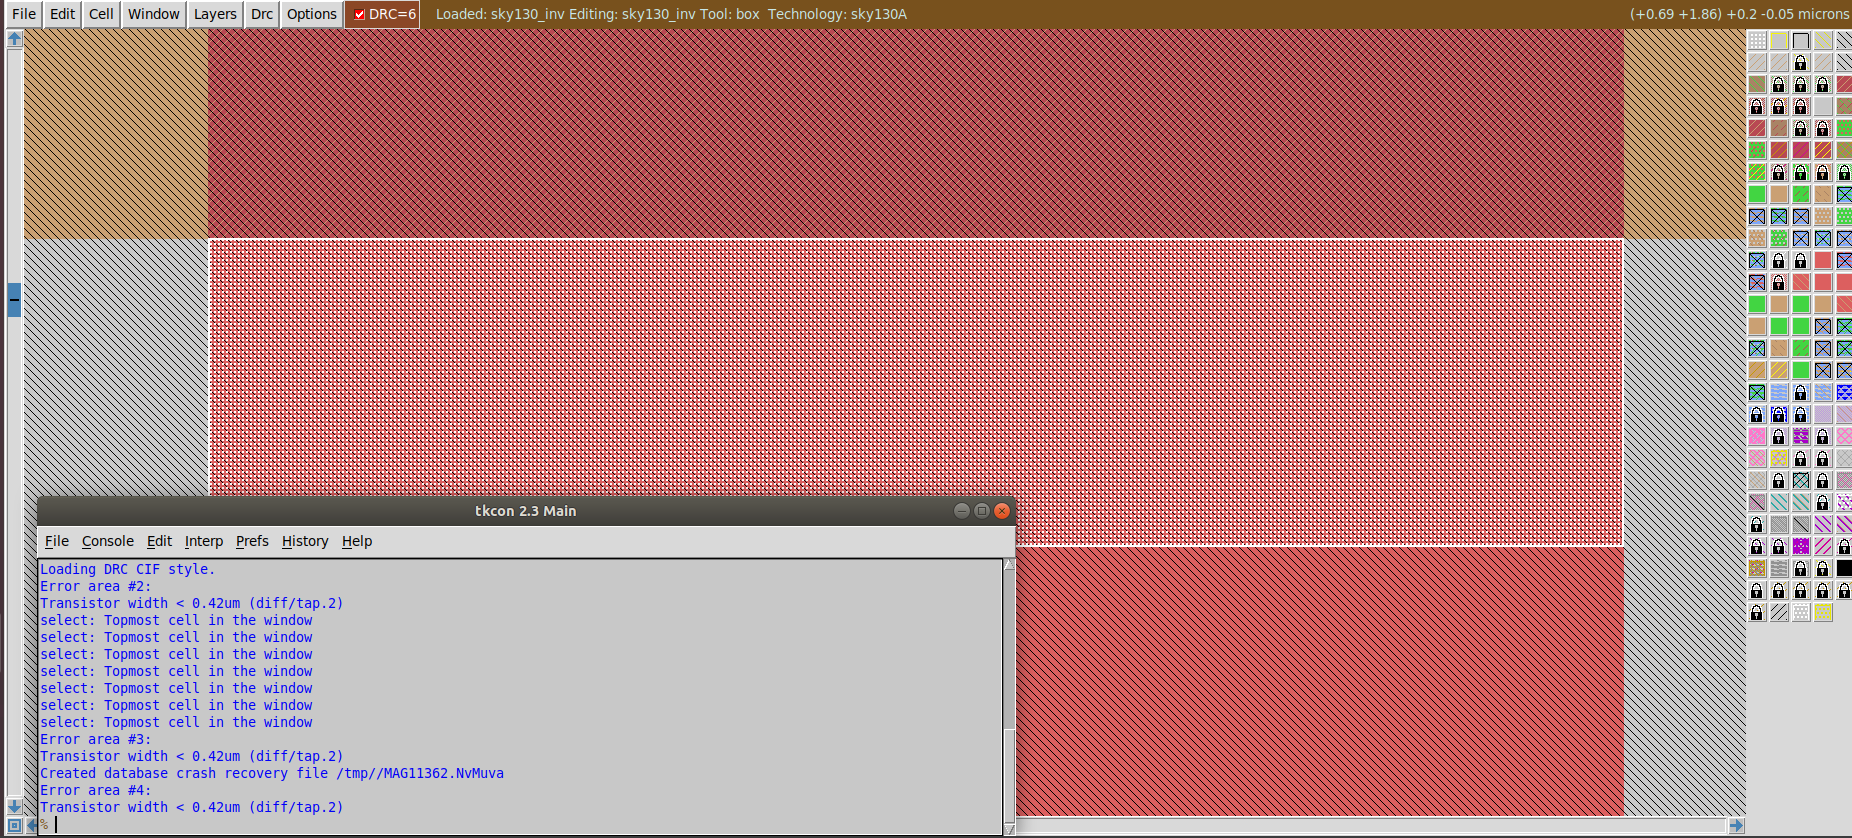 File Edit Cell Window Layers Drc Options DRC=6 Loaded: sky130_inv Editing: sky130_inv Tool: box Technology: sky130A (+0.69 +1.86) +0.2 -0.05 microns
tkcon 2.3 Main
File Console Edit Interp Prefs History Help
Loading DRC CIF style.
Error area #2:
Transistor width < 0.42um (diff/tap.2)
select: Topmost cell in the window
select: Topmost cell in the window
select: Topmost cell in the window
select: Topmost cell in the window
select: Topmost cell in the window
select: Topmost cell in the window
select: Topmost cell in the window
Error area #3:
Transistor width < 0.42um (diff/tap.2)
Created database crash recovery file /tmp//MAG11362.NvMuva
Error area #4:
Transistor width < 0.42um (diff/tap.2)
%